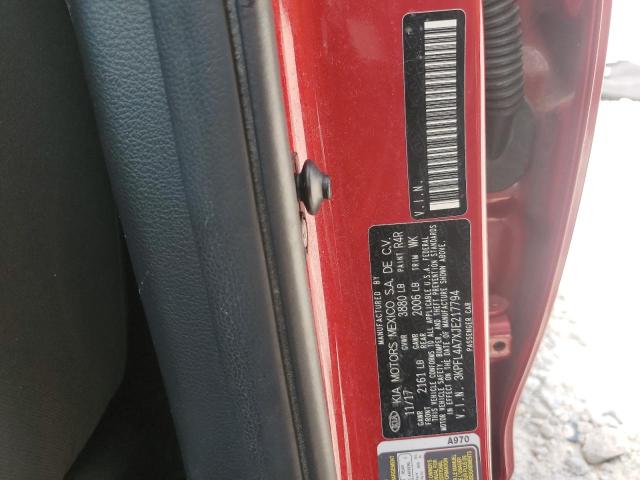 KIA KIA MOTORS MEXICO S.A DE C.V.
11/17 GVWR 3880 LB PAINT R4R
FRONT GAWR 2161 LB REAR GAWR 2006 LB TRIM WK
THIS VEHICLE CONFORMS TO ALL APPLICABLE U.S.A. FEDERAL
MOTOR VEHICLE SAFETY, BUMPER, AND THEFT PREVENTION STANDARDS
IN EFFECT ON THE DATE OF MANUFACTURE SHOWN ABOVE.
V.I.N. 3KPFL4A7XJE217794
PASSENGER CAR
V.I.N.
A970